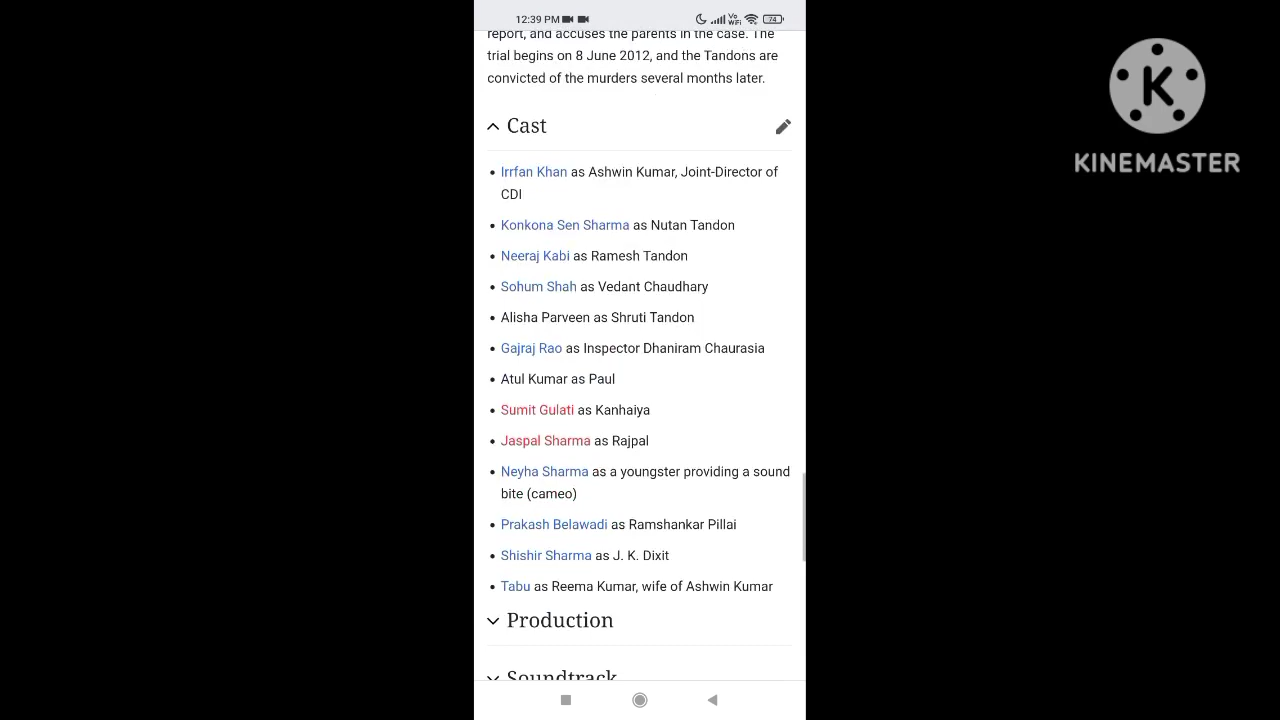 12:39 PM
Vo
WiFi
74
report, and accuses the parents in the case. The
trial begins on 8 June 2012, and the Tandons are
convicted of the murders several months later.
Cast
• Irrfan Khan as Ashwin Kumar, Joint-Director of
CDI
• Konkona Sen Sharma as Nutan Tandon
• Neeraj Kabi as Ramesh Tandon
• Sohum Shah as Vedant Chaudhary
• Alisha Parveen as Shruti Tandon
• Gajraj Rao as Inspector Dhaniram Chaurasia
• Atul Kumar as Paul
• Sumit Gulati as Kanhaiya
• Jaspal Sharma as Rajpal
• Neyha Sharma as a youngster providing a sound
bite (cameo)
• Prakash Belawadi as Ramshankar Pillai
• Shishir Sharma as J. K. Dixit
• Tabu as Reema Kumar, wife of Ashwin Kumar
Production
Soundtrack
K
KINEMASTER